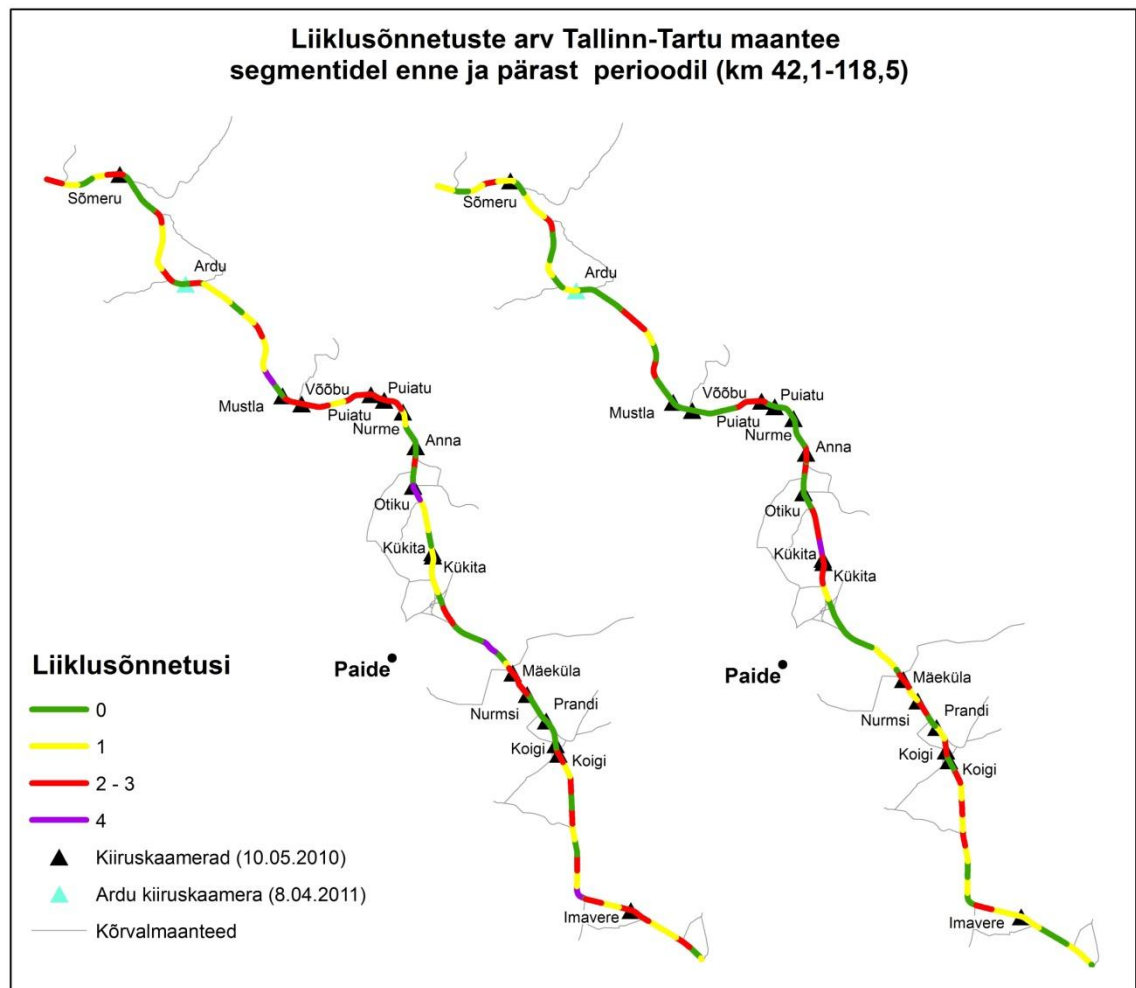 Liiklusõnnetuste arv Tallinn-Tartu maantee
segmentidel enne ja pärast perioodil (km 42,1-118,5)
Sõmeru
Ardu
Mustla
Võõbu
Puiatu
Puiatu
Nurme
Anna
Otiku
Kükita
Kükita
Paide
Mäeküla
Nurmsi
Prandi
Koigi
Koigi
Imavere
Sõmeru
Ardu
Mustla
Võõbu
Puiatu
Puiatu
Nurme
Anna
Otiku
Kükita
Kükita
Paide
Mäeküla
Nurmsi
Prandi
Koigi
Koigi
Imavere
Liiklusõnnetusi
0
1
2 - 3
4
Kiiruskaamerad (10.05.2010)
Ardu kiiruskaamera (8.04.2011)
Kõrvalmaanteed